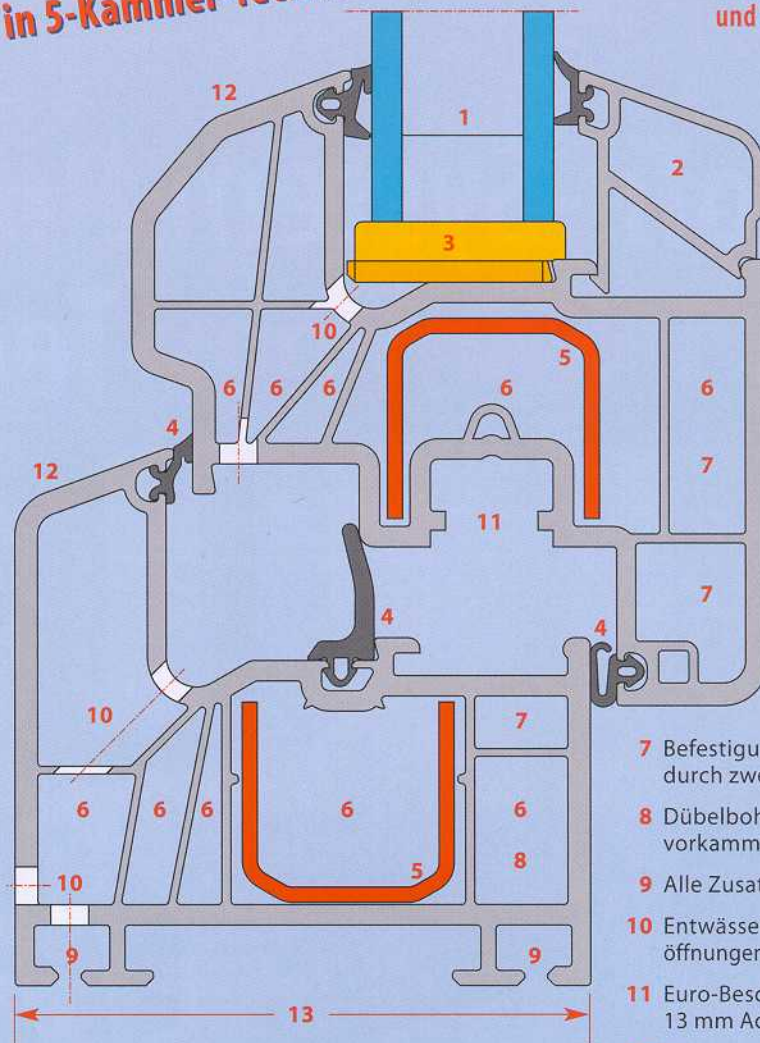 in 5-Kammer-
und
12
1
2
3
10
5
6
6
6
6
6
4
12
7
11
7
4
4
10
7
7 Befestigu
durch zwe
6
6
6
6
6
8 Dübelboh
vorkamm
8
5
10
9 Alle Zusat
10 Entwässe
öffnunger
9
9
11 Euro-Besc
13 mm Ac
13